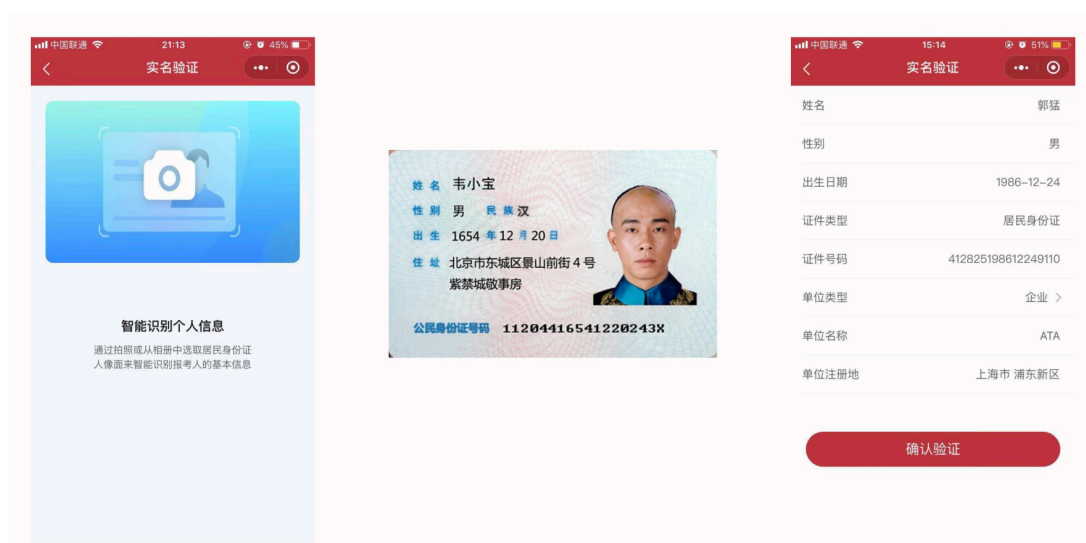 中国联通
21:13
45%
实名验证
智能识别个人信息
通过拍照或从相册中选取居民身份证
人像面来智能识别报考人的基本信息
姓名 韦小宝
性别 男 民族 汉
出生 1654 年 12 月 20 日
住址 北京市东城区景山前街 4 号
紫禁城敬事房
公民身份证号码 11204416541220243X
中国联通
15:14
51%
实名验证
姓名 郭猛
性别 男
出生日期 1986-12-24
证件类型 居民身份证
证件号码 412825198612249110
单位类型 企业
单位名称 ATA
单位注册地 上海市 浦东新区
确认验证